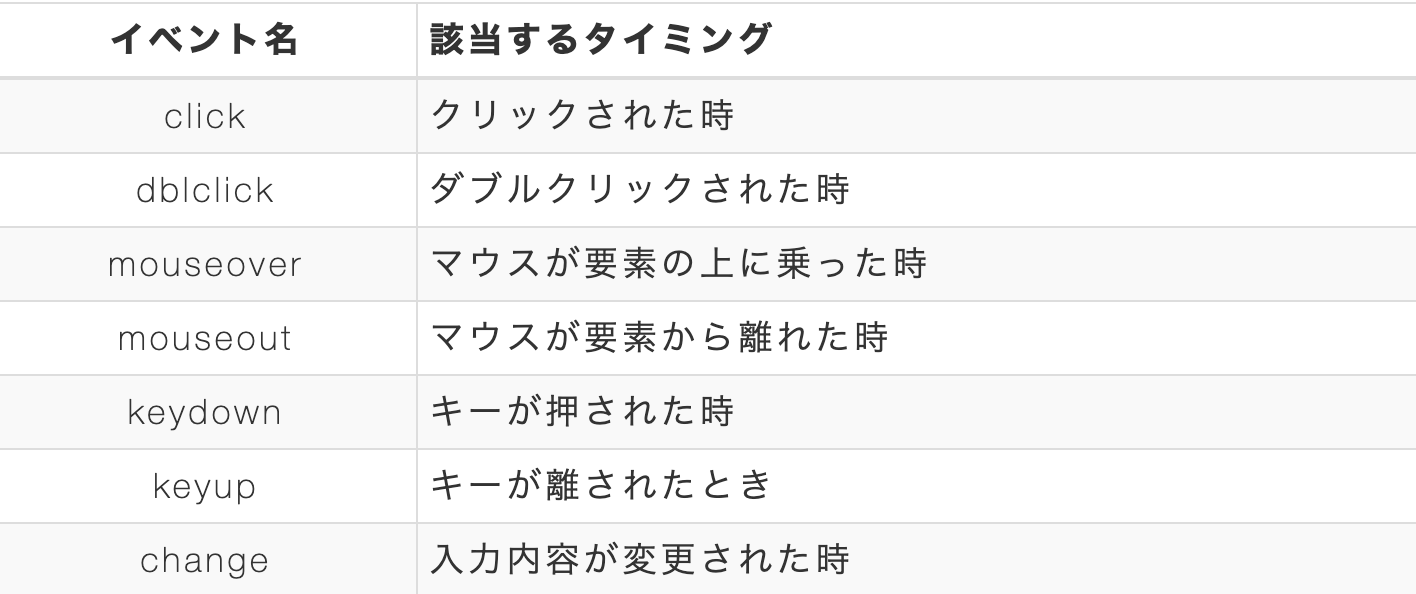 イベント名 該当するタイミング
click クリックされた時
dblclick ダブルクリックされた時
mouseover マウスが要素の上に乗った時
mouseout マウスが要素から離れた時
keydown キーが押された時
keyup キーが離されたとき
change 入力内容が変更された時